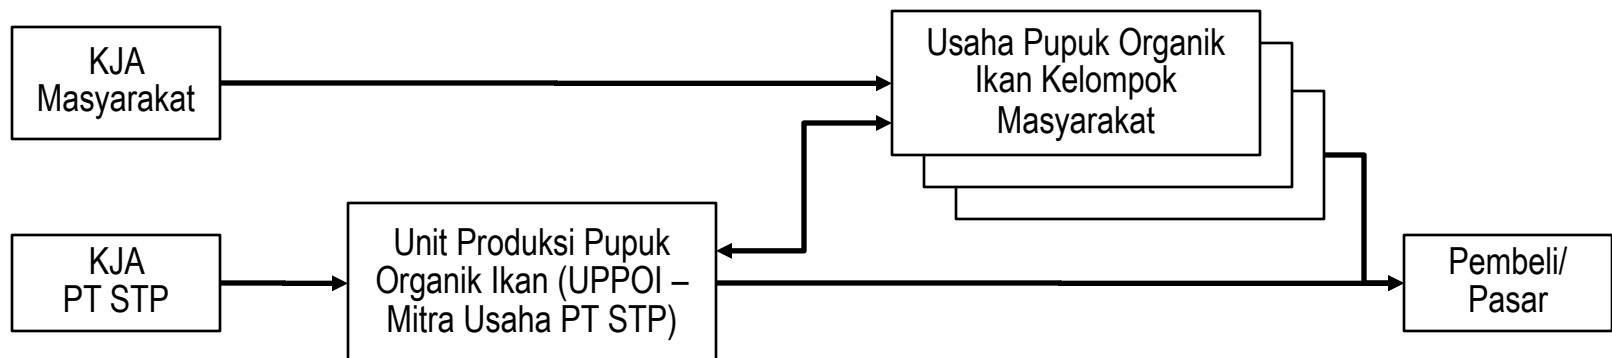 KJA
Masyarakat
Usaha Pupuk Organik
Ikan Kelompok
Masyarakat
KJA
PT STP
Unit Produksi Pupuk
Organik Ikan (UPPOI –
Mitra Usaha PT STP)
Pembeli/
Pasar